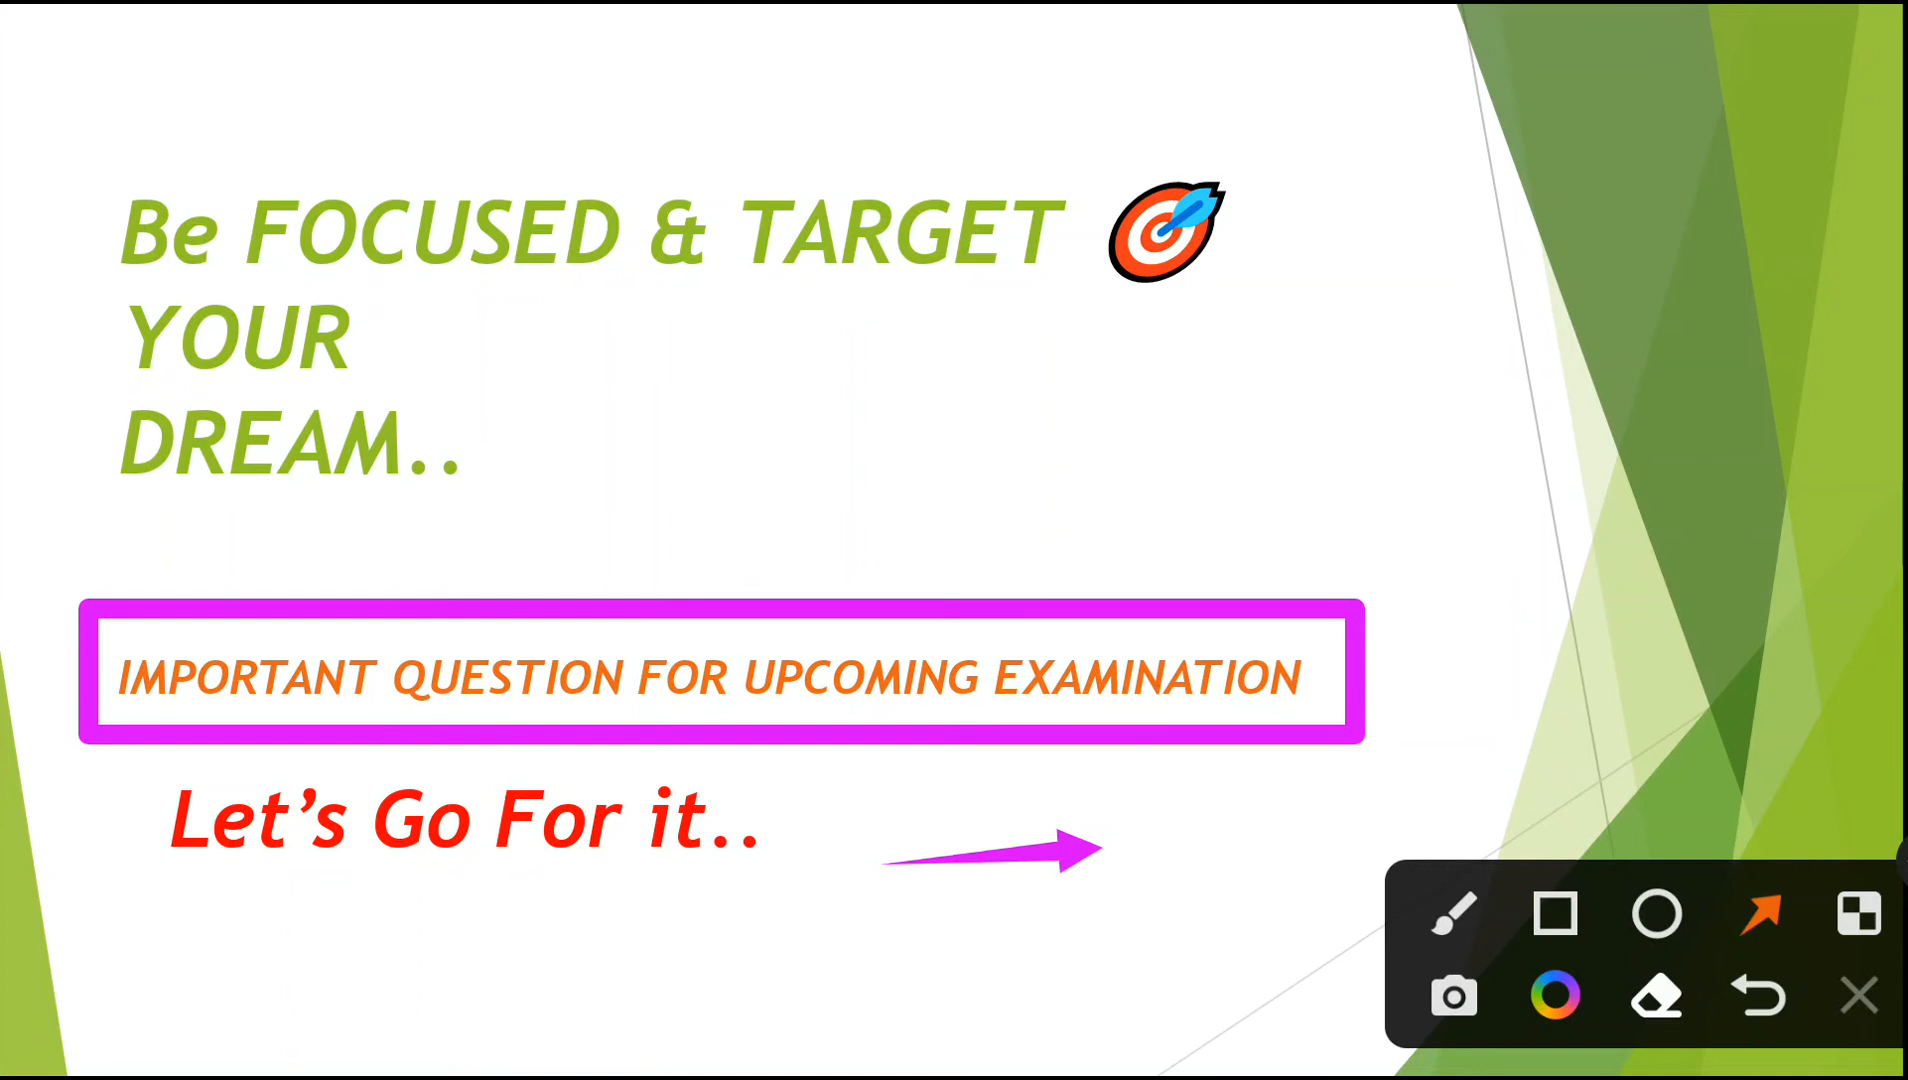 Be FOCUSED & TARGET 🎯
YOUR
DREAM..
IMPORTANT QUESTION FOR UPCOMING EXAMINATION
Let’s Go For it..